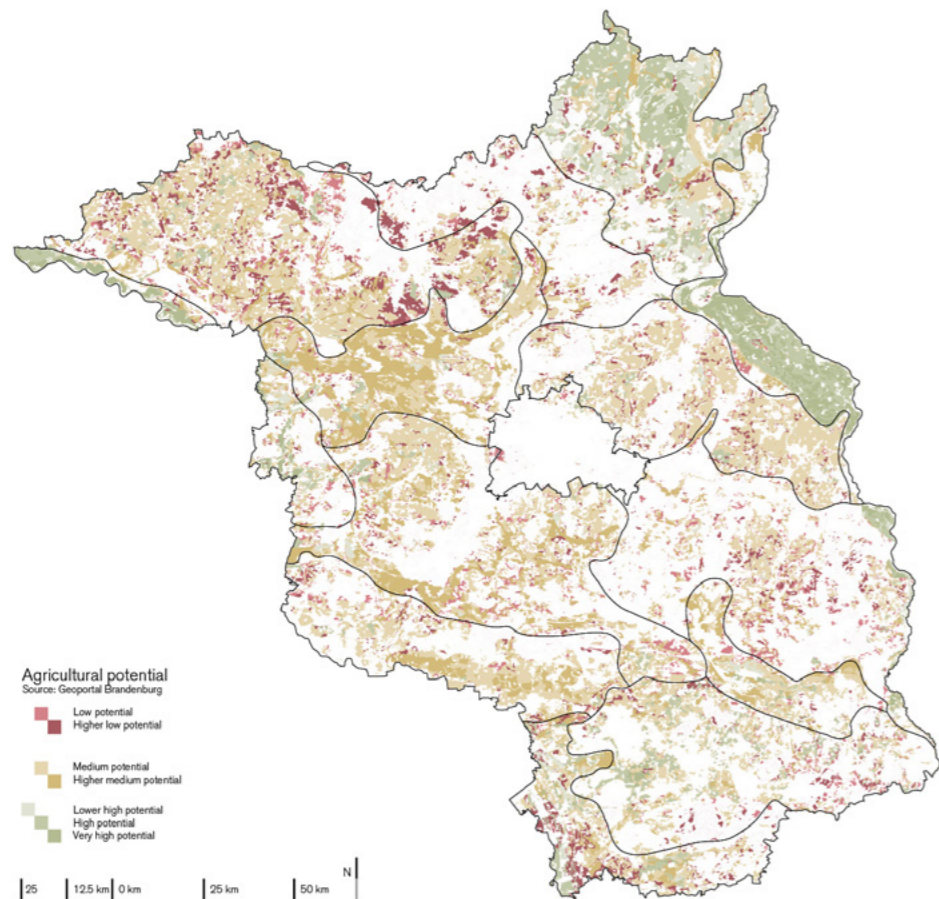 Agricultural potential
Source: Geoportal Brandenburg
Low potential
Higher low potential
Medium potential
Higher medium potential
Lower high potential
High potential
Very high potential
N
25 12.5 km 0 km 25 km 50 km